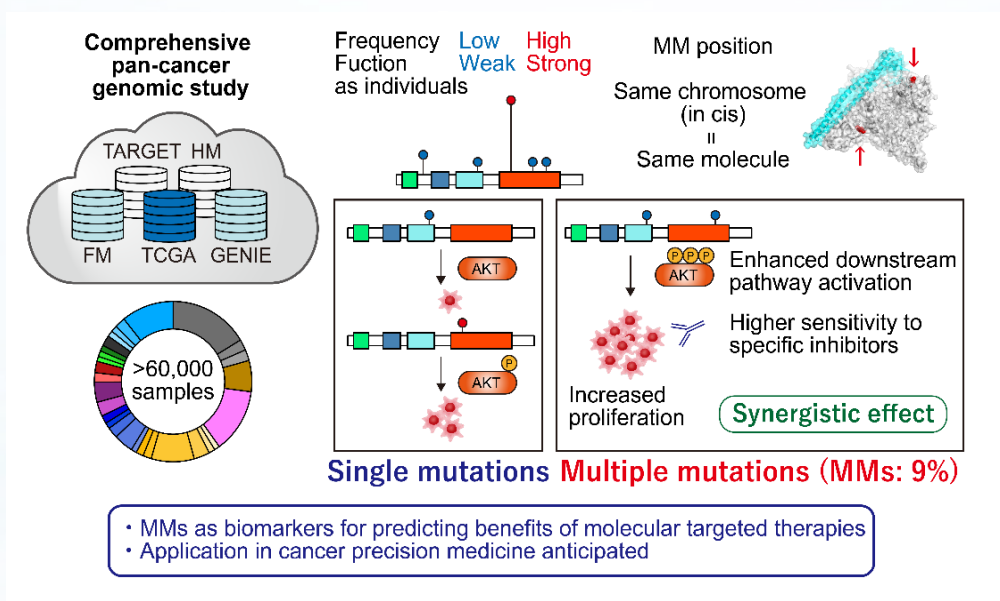 Comprehensive
pan-cancer
genomic study
TARGET HM
FM TCGA GENIE
>60,000
samples
Frequency Low High
Fuction Weak Strong
as individuals
MM position
Same chromosome
(in cis)
=
Same molecule
AKT
P
AKT
Single mutations
P P P
AKT
Enhanced downstream
pathway activation
Higher sensitivity to
specific inhibitors
Increased
proliferation
Synergistic effect
Multiple mutations (MMs: 9%)
・MMs as biomarkers for predicting benefits of molecular targeted therapies
・Application in cancer precision medicine anticipated